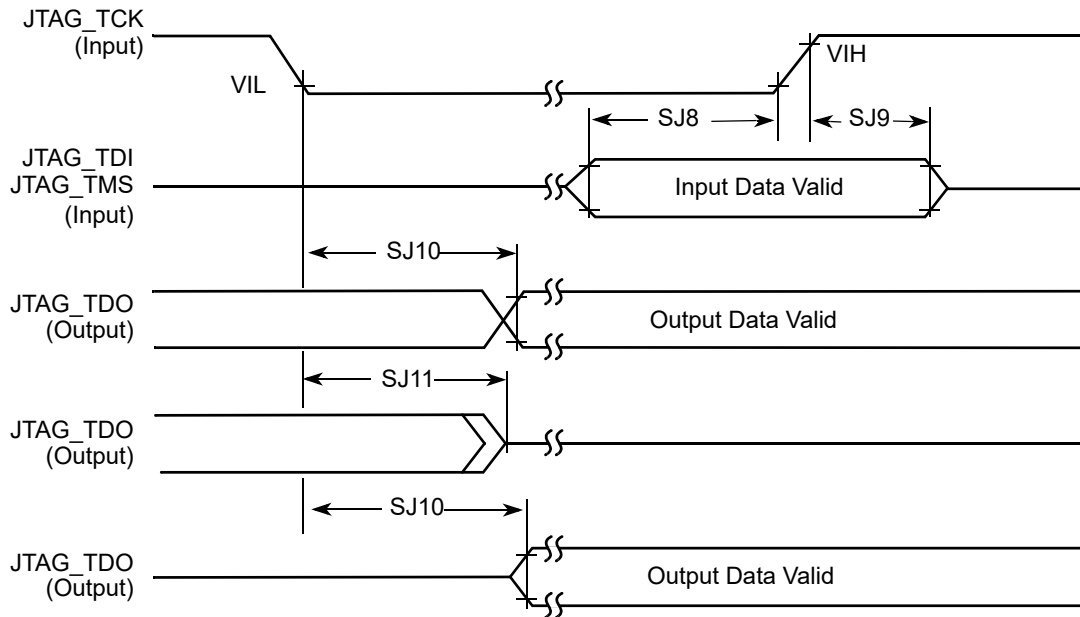 JTAG_TCK
(Input)
VIL
VIH
SJ8
SJ9
JTAG_TDI
JTAG_TMS
(Input)
Input Data Valid
SJ10
JTAG_TDO
(Output)
Output Data Valid
SJ11
JTAG_TDO
(Output)
SJ10
JTAG_TDO
(Output)
Output Data Valid